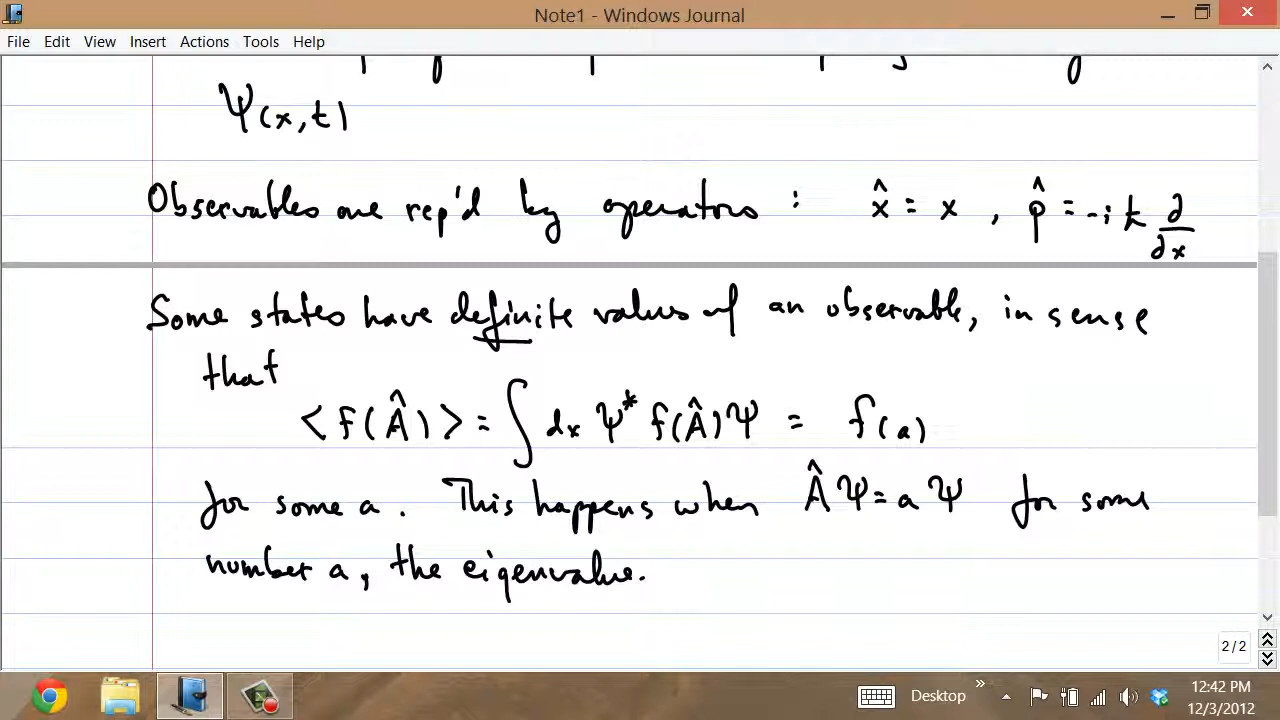 Note1 - Windows Journal
File Edit View Insert Actions Tools Help
Ψ(x,t)
Observables are rep'd by operators : x̂ = x , p̂ = -iħ ∂/∂x
Some states have definite values of an observable, in sense
that
<f(Â)> = ∫ dx Ψ* f(Â)Ψ = f(a)
for some a. This happens when ÂΨ = aΨ for some
number a, the eigenvalue.
2/2
Desktop
12:42 PM
12/3/2012